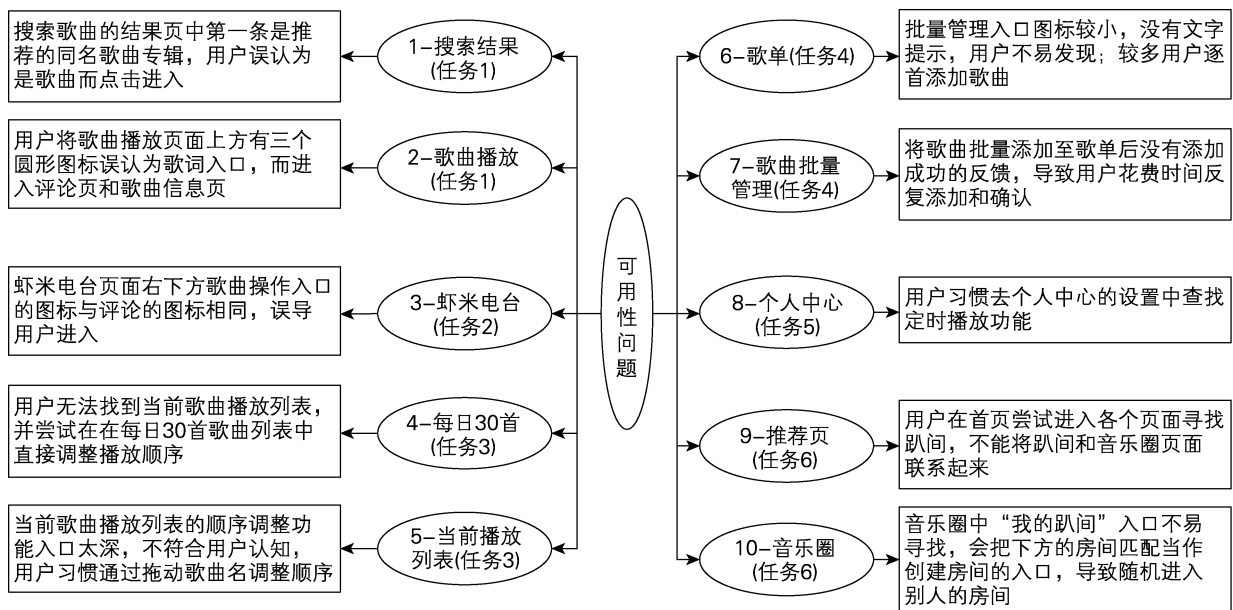 搜索歌曲的结果页中第一条是推
荐的同名歌曲专辑，用户误认为
是歌曲而点击进入
1-搜索结果
(任务1)
用户将歌曲播放页面上方有三个
圆形图标误认为歌词入口，而进
入评论页和歌曲信息页
2-歌曲播放
(任务1)
虾米电台页面右下方歌曲操作入口
的图标与评论的图标相同，误导
用户进入
3-虾米电台
(任务2)
用户无法找到当前歌曲播放列表，
并尝试在在每日30首歌曲列表中
直接调整播放顺序
4-每日30首
(任务3)
当前歌曲播放列表的顺序调整功
能入口太深，不符合用户认知，
用户习惯通过拖动歌曲名调整顺序
5-当前播放
列表(任务3)
可
用
性
问
题
6-歌单(任务4)
批量管理入口图标较小，没有文字
提示，用户不易发现；较多用户逐
首添加歌曲
7-歌曲批量
管理(任务4)
将歌曲批量添加至歌单后没有添加
成功的反馈，导致用户花费时间反
复添加和确认
8-个人中心
(任务5)
用户习惯去个人中心的设置中查找
定时播放功能
9-推荐页
(任务6)
用户在首页尝试进入各个页面寻找
趴间，不能将趴间和音乐圈页面
联系起来
10-音乐圈
(任务6)
音乐圈中“我的趴间”入口不易
寻找，会把下方的房间匹配当作
创建房间的入口，导致随机进入
别人的房间